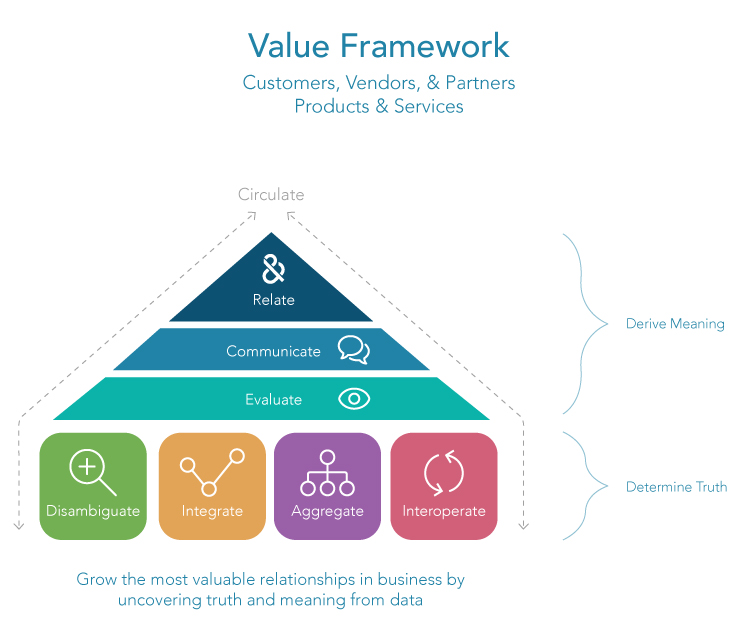 Value Framework
Customers, Vendors, & Partners
Products & Services
Circulate
&
Relate
Communicate
Evaluate
Derive Meaning
Disambiguate
Integrate
Aggregate
Interoperate
Determine Truth
Grow the most valuable relationships in business by
uncovering truth and meaning from data